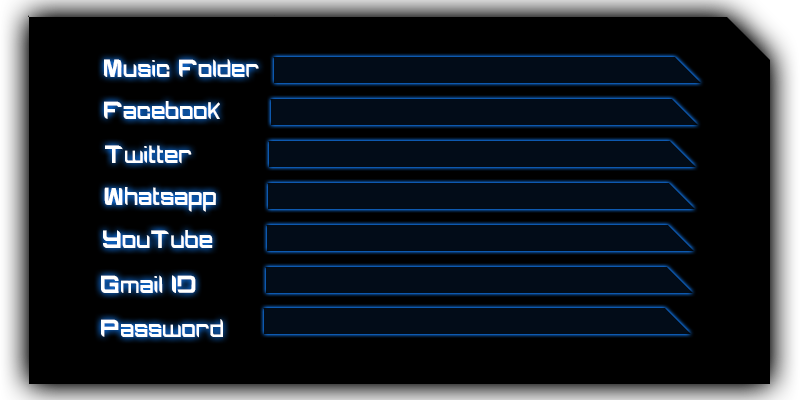 Music Folder
Facebook
Twitter
Whatsapp
YouTube
Gmail ID
Password